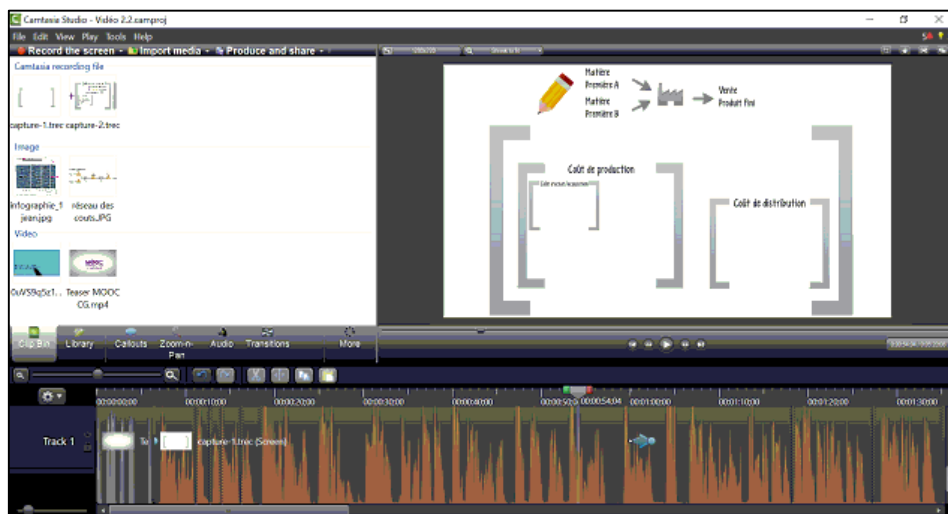 Camtasia Studio - Vidéo 2.2.camproj
File Edit View Play Tools Help
Record the screen Import media Produce and share
Camtasia recording file
capture-1.trec capture-2.trec
Image
infographie_1
jean.jpg
réseau des
couts.JPG
Video
Teaser MOOC
CG.mp4
Clip Bin Library Callouts Zoom-n-
Pan Audio Transitions More
Matière
Première A
Matière
Première B
Vente
Produit Fini
Coût de production
Coût de distribution
00:00:00;00 00:00:10;00 00:00:20;00 00:00:30;00 00:00:40;00 00:00:50;0 00:00:54;04 00:01:00;00 00:01:10;00 00:01:20;00 00:01:30;00
Track 1
To
capture-1.trec (Screen)